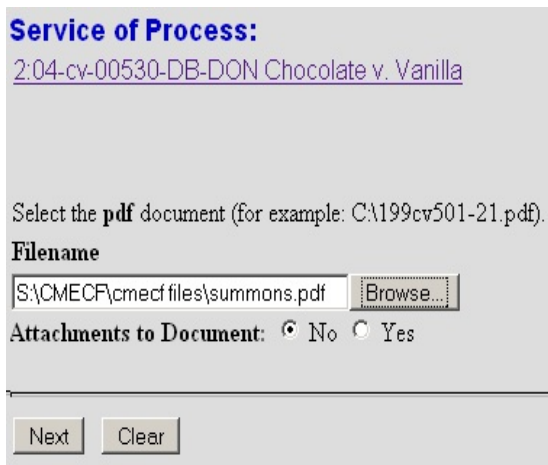 Service of Process:
2:04-cv-00530-DB-DON Chocolate v. Vanilla
Select the pdf document (for example: C:\199cv501-21.pdf).
Filename
S:\CMECF\cmecf files\summons.pdf Browse...
Attachments to Document: No Yes
Next Clear